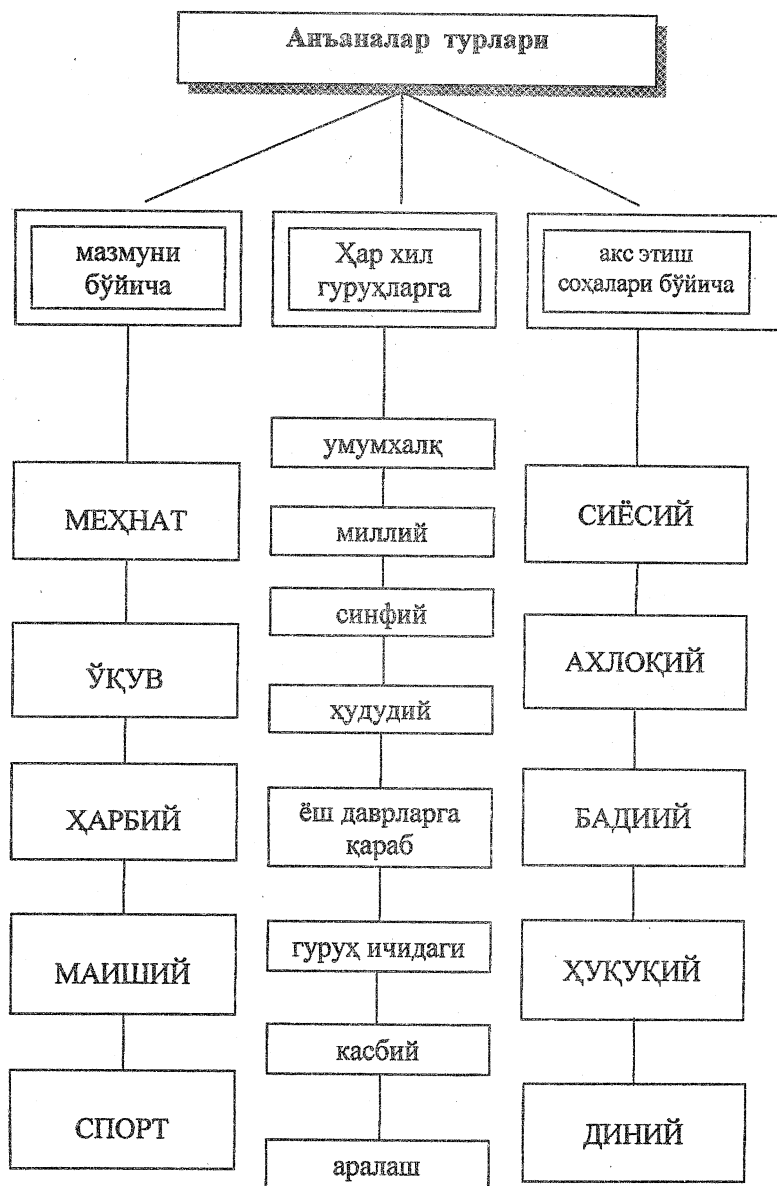 Анъаналар турлари
мазмуни
бўйича
МЕҲНАТ
ЎҚУВ
ҲАРБИЙ
МАИШИЙ
СПОРТ
Ҳар хил
гуруҳларга
умумхалқ
миллий
синфий
ҳудудий
ёш даврларга
қараб
гуруҳ ичидаги
касбий
аралаш
акс этиш
соҳалари бўйича
СИЁСИЙ
АХЛОҚИЙ
БАДИИЙ
ҲУҚУҚИЙ
ДИНИЙ